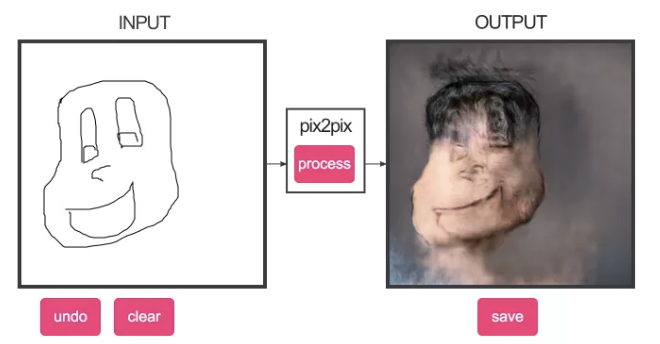 INPUT
OUTPUT
pix2pix
process
undo
clear
save